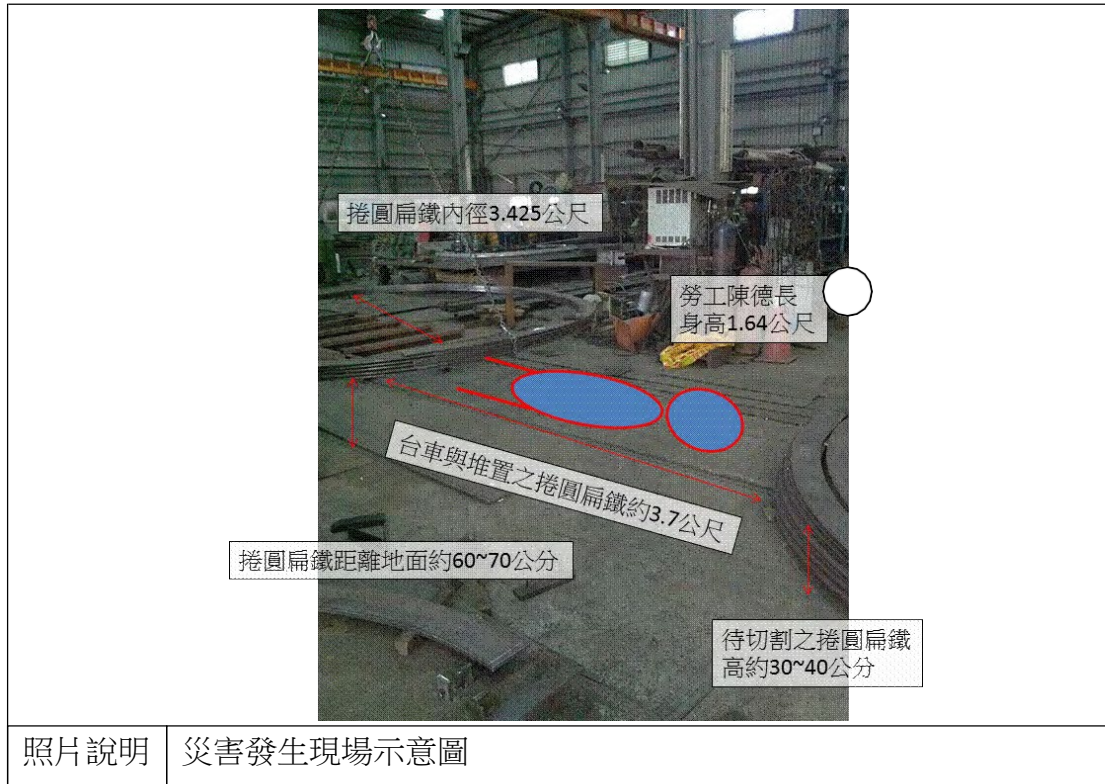 捲圓扁鐵內徑3.425公尺
勞工陳德長
身高1.64公尺
台車與堆置之捲圓扁鐵約3.7公尺
捲圓扁鐵距離地面約60~70公分
待切割之捲圓扁鐵
高約30~40公分
照片說明
災害發生現場示意圖